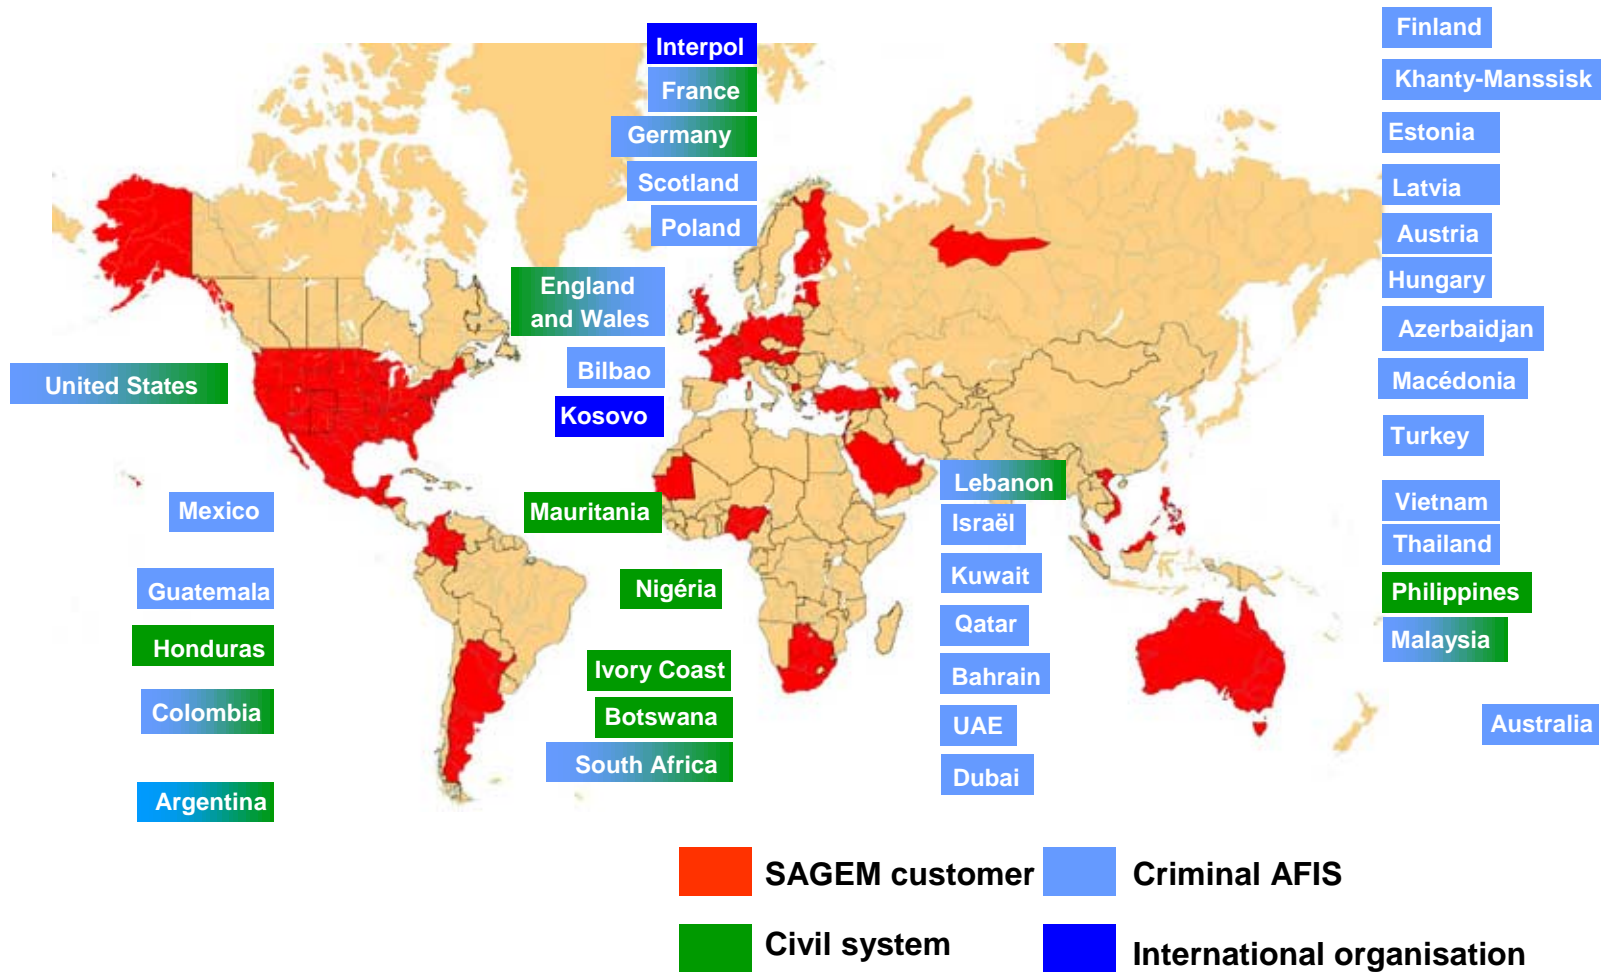 Interpol
France
Germany
Scotland
Poland
England
and Wales
Bilbao
Kosovo
United States
Mexico
Guatemala
Honduras
Colombia
Argentina
Mauritania
Nigéria
Ivory Coast
Botswana
South Africa
Lebanon
Israël
Kuwait
Qatar
Bahrain
UAE
Dubai
Finland
Khanty-Manssisk
Estonia
Latvia
Austria
Hungary
Azerbaidjan
Macédonia
Turkey
Vietnam
Thailand
Philippines
Malaysia
Australia
SAGEM customer
Criminal AFIS
Civil system
International organisation